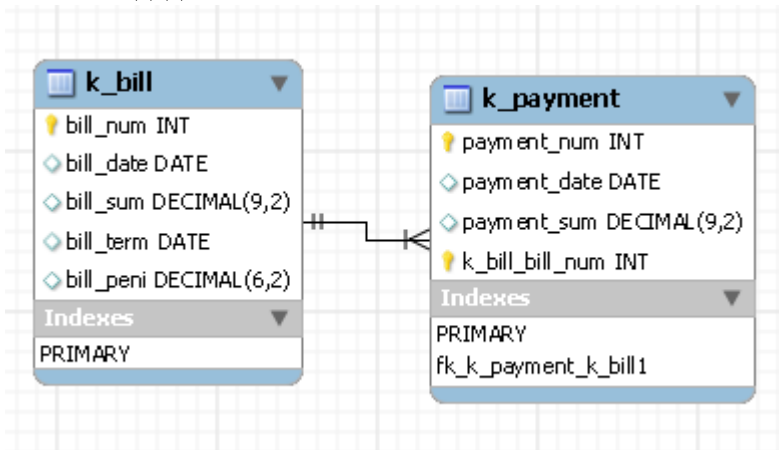 k_bill
bill_num INT
bill_date DATE
bill_sum DECIMAL(9,2)
bill_term DATE
bill_peni DECIMAL(6,2)
Indexes
PRIMARY
k_payment
payment_num INT
payment_date DATE
payment_sum DECIMAL(9,2)
k_bill_bill_num INT
Indexes
PRIMARY
fk_k_payment_k_bill1